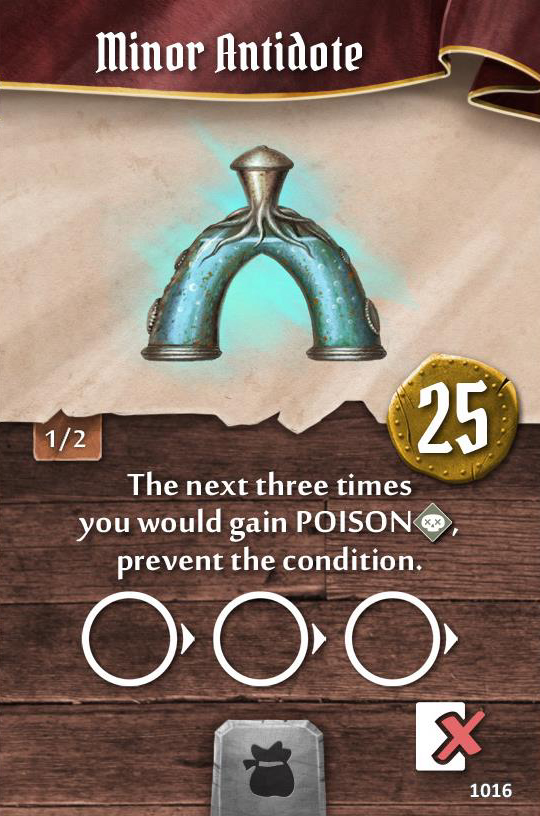 Minor Antidote
25
1/2
The next three times
you would gain POISON,
prevent the condition.
1016